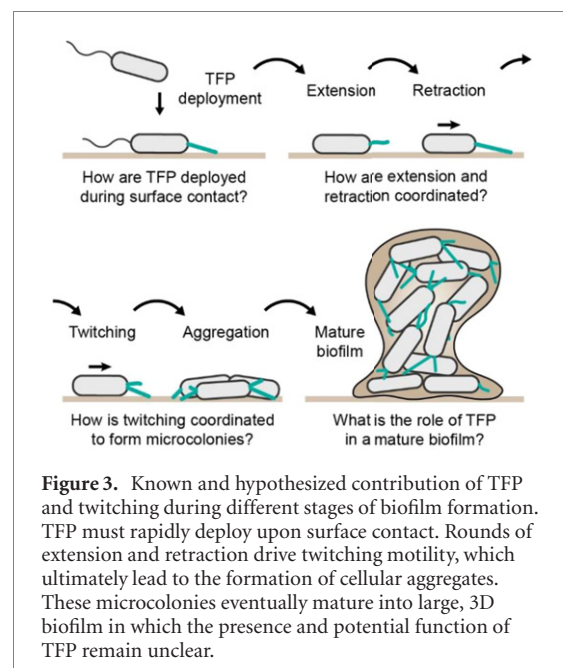 TFP
deployment
Extension
Retraction
How are TFP deployed
during surface contact?
How are extension and
retraction coordinated?
Twitching
Aggregation
Mature
biofilm
How is twitching coordinated
to form microcolonies?
What is the role of TFP
in a mature biofilm?
Figure 3. Known and hypothesized contribution of TFP
and twitching during different stages of biofilm formation.
TFP must rapidly deploy upon surface contact. Rounds of
extension and retraction drive twitching motility, which
ultimately lead to the formation of cellular aggregates.
These microcolonies eventually mature into large, 3D
biofilm in which the presence and potential function of
TFP remain unclear.